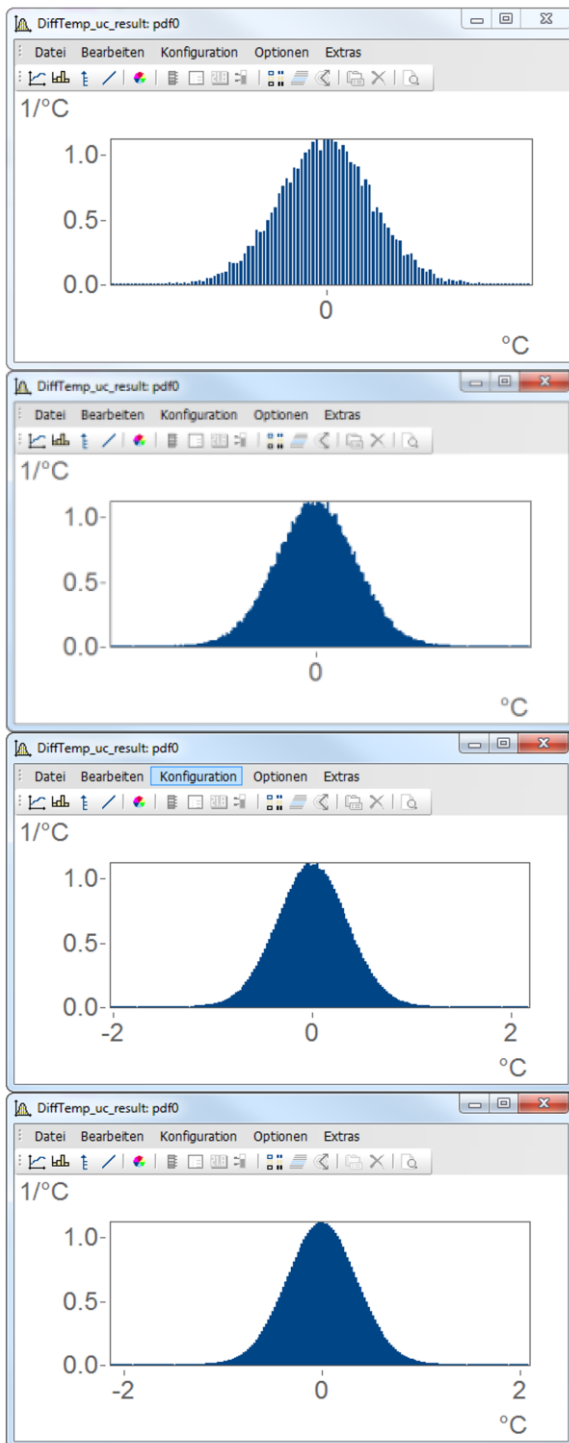 DiffTemp_uc_result: pdf0
Datei Bearbeiten Konfiguration Optionen Extras
1/°C
1.0
0.5
0.0
0
°C
DiffTemp_uc_result: pdf0
Datei Bearbeiten Konfiguration Optionen Extras
1/°C
1.0
0.5
0.0
0
°C
DiffTemp_uc_result: pdf0
Datei Bearbeiten Konfiguration Optionen Extras
1/°C
1.0
0.5
0.0
-2 0 2
°C
DiffTemp_uc_result: pdf0
Datei Bearbeiten Konfiguration Optionen Extras
1/°C
1.0
0.5
0.0
-2 0 2
°C